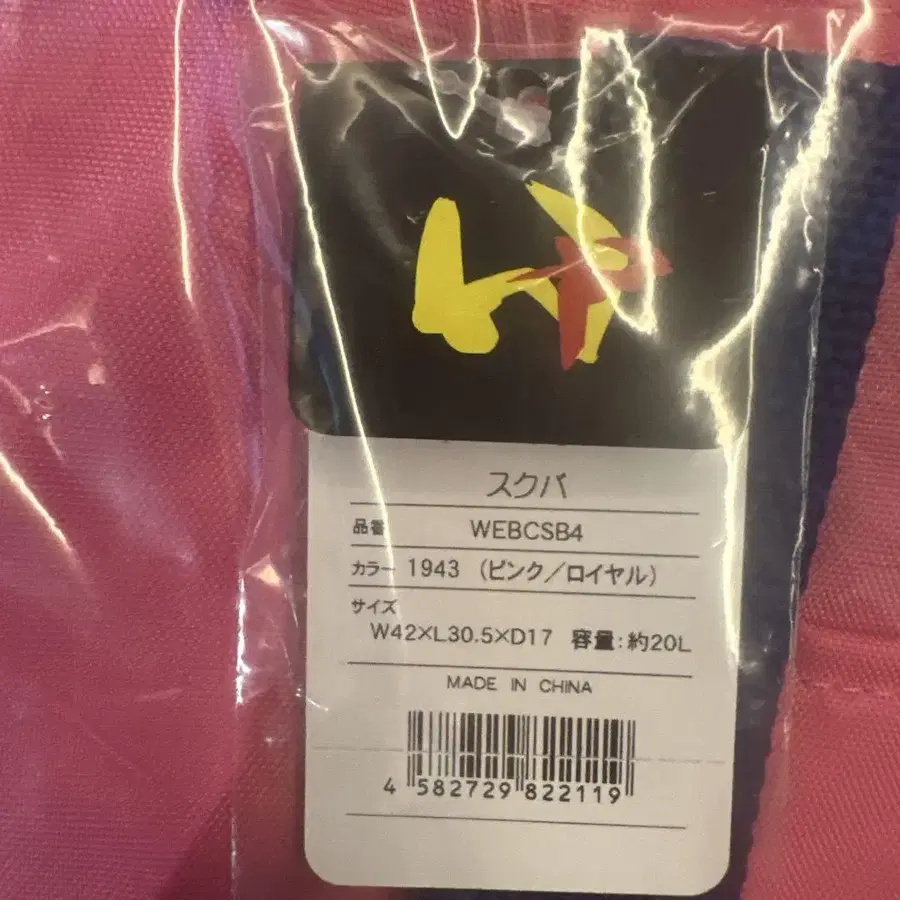 スクバ
品番 WEBCSB4
カラー 1943 (ピンク/ロイヤル)
サイズ
W42×L30.5×D17 容量:約20L
MADE IN CHINA
4 582729 822119